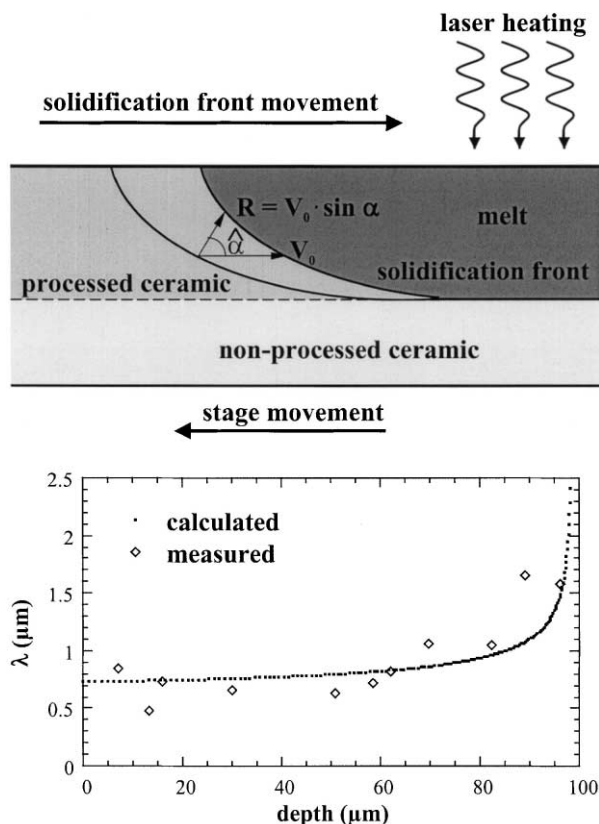 laser heating
solidification front movement
R = V₀ · sin α
α̂
V₀
melt
solidification front
processed ceramic
non-processed ceramic
stage movement
2.5
2
1.5
1
0.5
0
λ (μm)
calculated
measured
0 20 40 60 80 100
depth (μm)